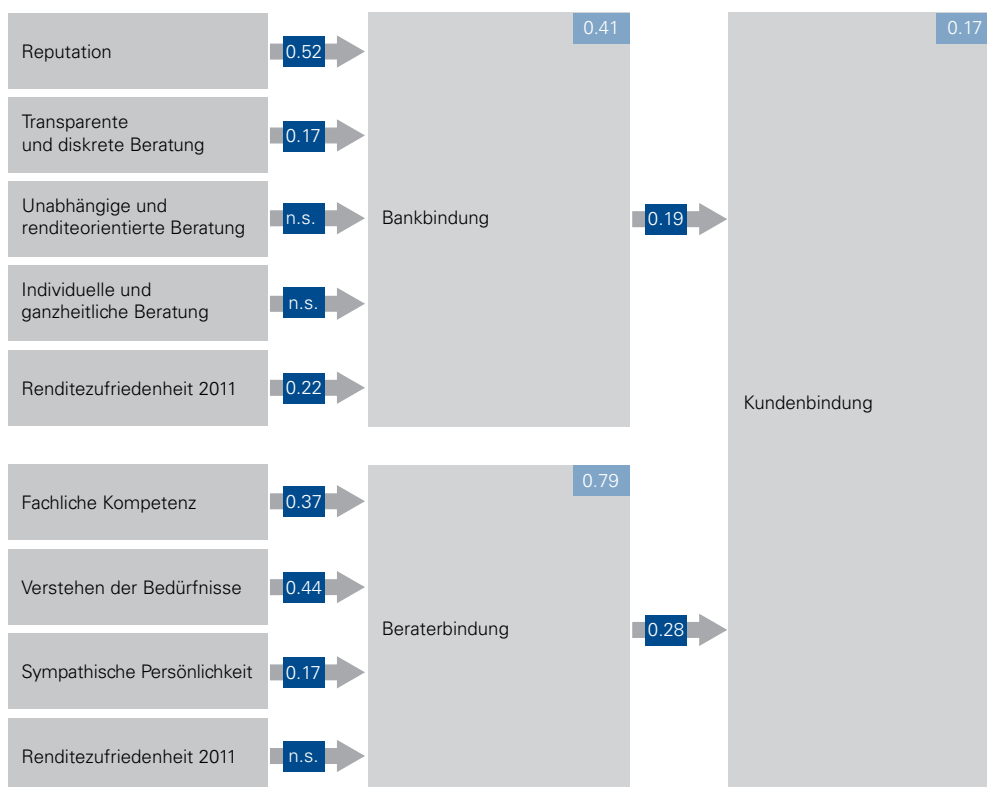 Reputation
0.52
0.41
0.17
Transparente
und diskrete Beratung
0.17
Unabhängige und
renditeorientierte Beratung
n.s.
Bankbindung
0.19
Individuelle und
ganzheitliche Beratung
n.s.
Renditezufriedenheit 2011
0.22
Kundenbindung
Fachliche Kompetenz
0.37
0.79
Verstehen der Bedürfnisse
0.44
Beraterbindung
0.28
Sympathische Persönlichkeit
0.17
Renditezufriedenheit 2011
n.s.